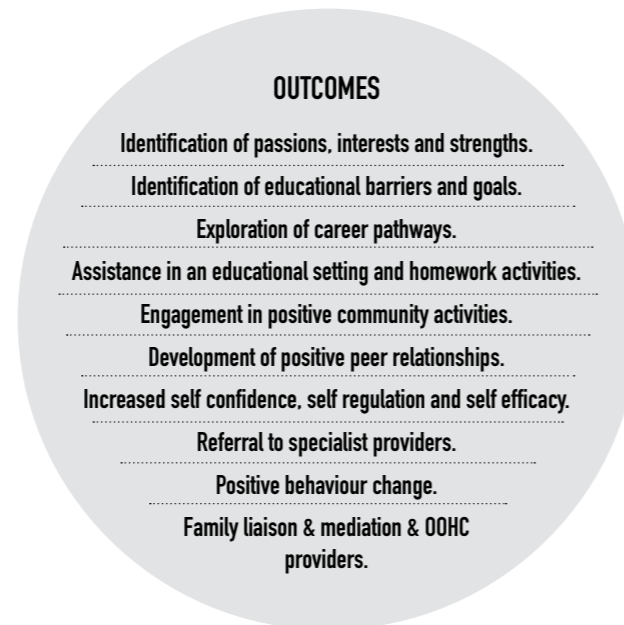 OUTCOMES
Identification of passions, interests and strengths.
Identification of educational barriers and goals.
Exploration of career pathways.
Assistance in an educational setting and homework activities.
Engagement in positive community activities.
Development of positive peer relationships.
Increased self confidence, self regulation and self efficacy.
Referral to specialist providers.
Positive behaviour change.
Family liaison & mediation & OOHC
providers.